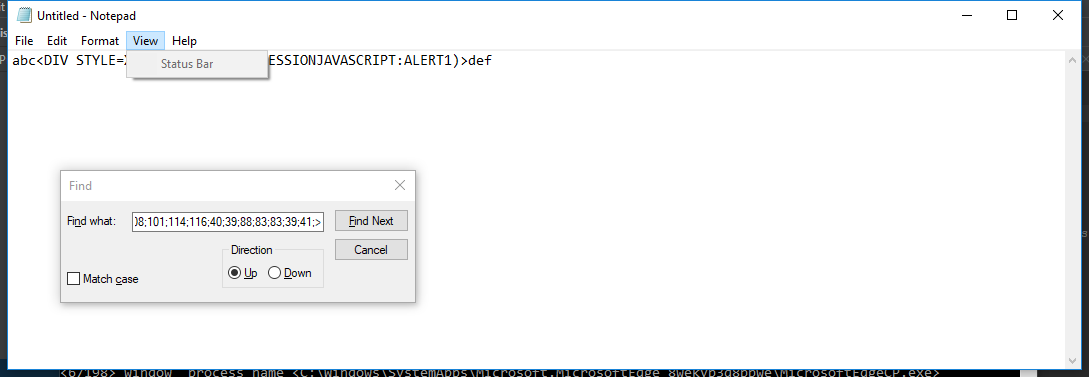 Untitled - Notepad
File Edit Format View Help
abc<DIV STYLE= ESSIONJAVASCRIPT:ALERT1)>def
Status Bar
Find
Find what: 8;101;114;116;40;39;88;83;83;39;41;> Find Next
Direction Cancel
Up Down
Match case
<6/198> window process name <C:\Windows\SystemApps\Microsoft.MicrosoftEdge_8wekyb3d8bbwe\MicrosoftEdgeCP.exe>